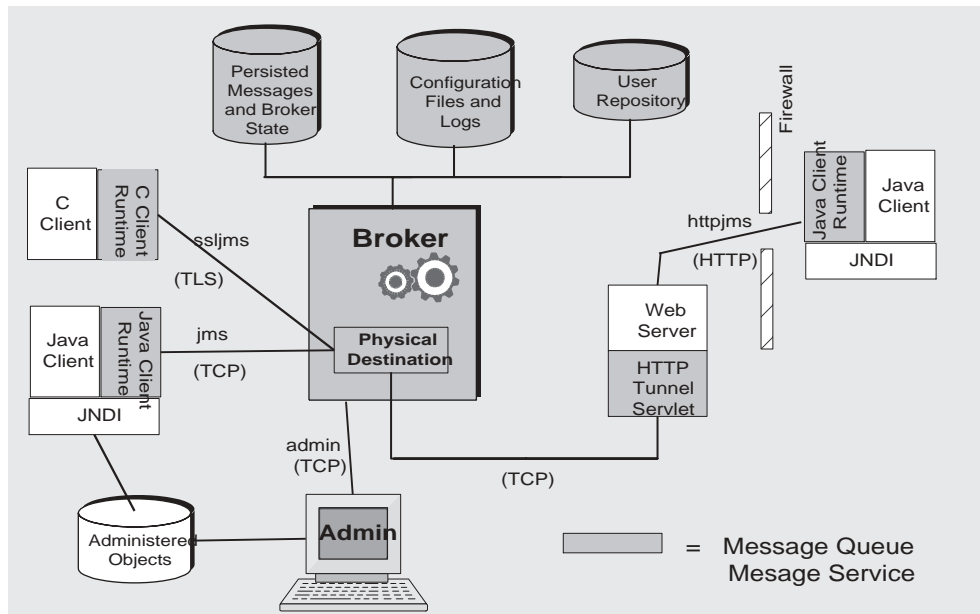 Persisted
Messages
and Broker
State
Configuration
Files and
Logs
User
Repository
Firewall
C
Client
C Client
Runtime
ssljms
(TLS)
Broker
Physical
Destination
httpjms
(HTTP)
Java Client
Runtime
Java
Client
JNDI
Java
Client
Java Client
Runtime
JNDI
jms
(TCP)
Web
Server
HTTP
Tunnel
Servlet
admin
(TCP)
(TCP)
Administered
Objects
Admin
= Message Queue
Mesage Service